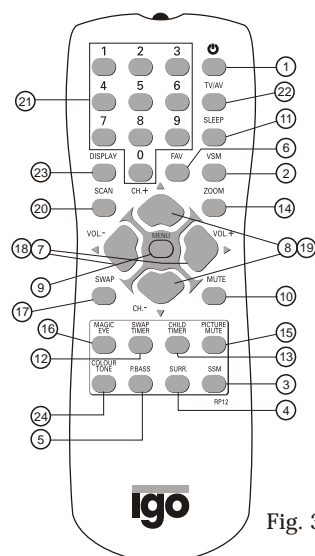 1 2 3
1
4 5 6
TV/AV
21
22
7 8 9
SLEEP
11
6
DISPLAY 0 FAV VSM
23
2
SCAN CH.+ ZOOM
20
14
VOL- MENU VOL+
18 7
8 19
9
SWAP MUTE
17
10
CH.-
MAGIC EYE SWAP TIMER CHILD TIMER PICTURE MUTE
16
15
12
13
COLOUR TONE P.BASS SURR. SSM
3
24
RP12
4
5
Igo
Fig. 3